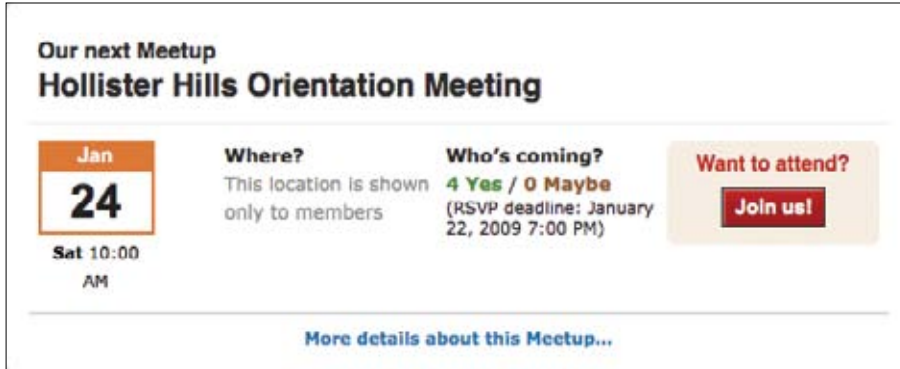 Our next Meetup
Hollister Hills Orientation Meeting
Jan
24
Sat 10:00
AM
Where?
This location is shown
only to members
Who's coming?
4 Yes / 0 Maybe
(RSVP deadline: January
22, 2009 7:00 PM)
Want to attend?
Join us!
More details about this Meetup...